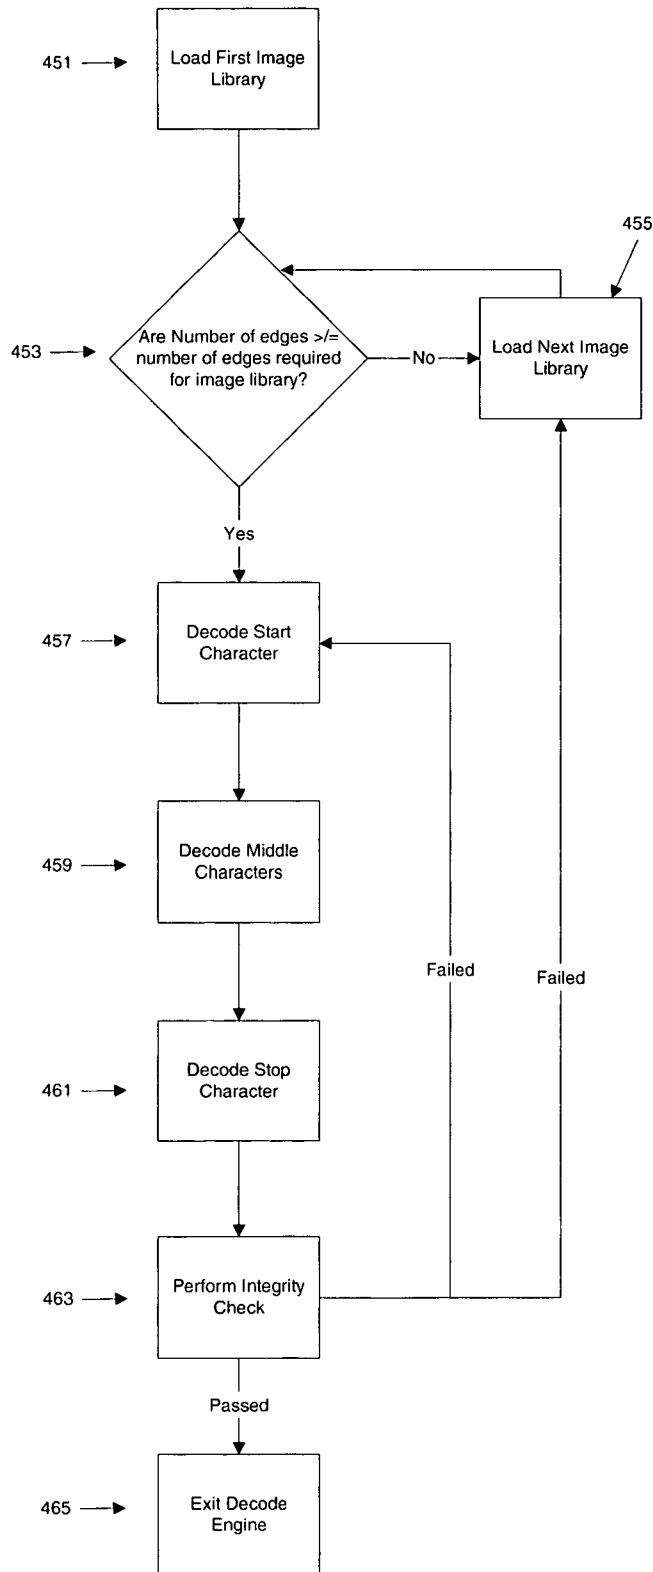 451
Load First Image
Library
455
453
Are Number of edges >/=
number of edges required
for image library?
No
Load Next Image
Library
Yes
457
Decode Start
Character
459
Decode Middle
Characters
Failed
Failed
461
Decode Stop
Character
463
Perform Integrity
Check
Passed
465
Exit Decode
Engine